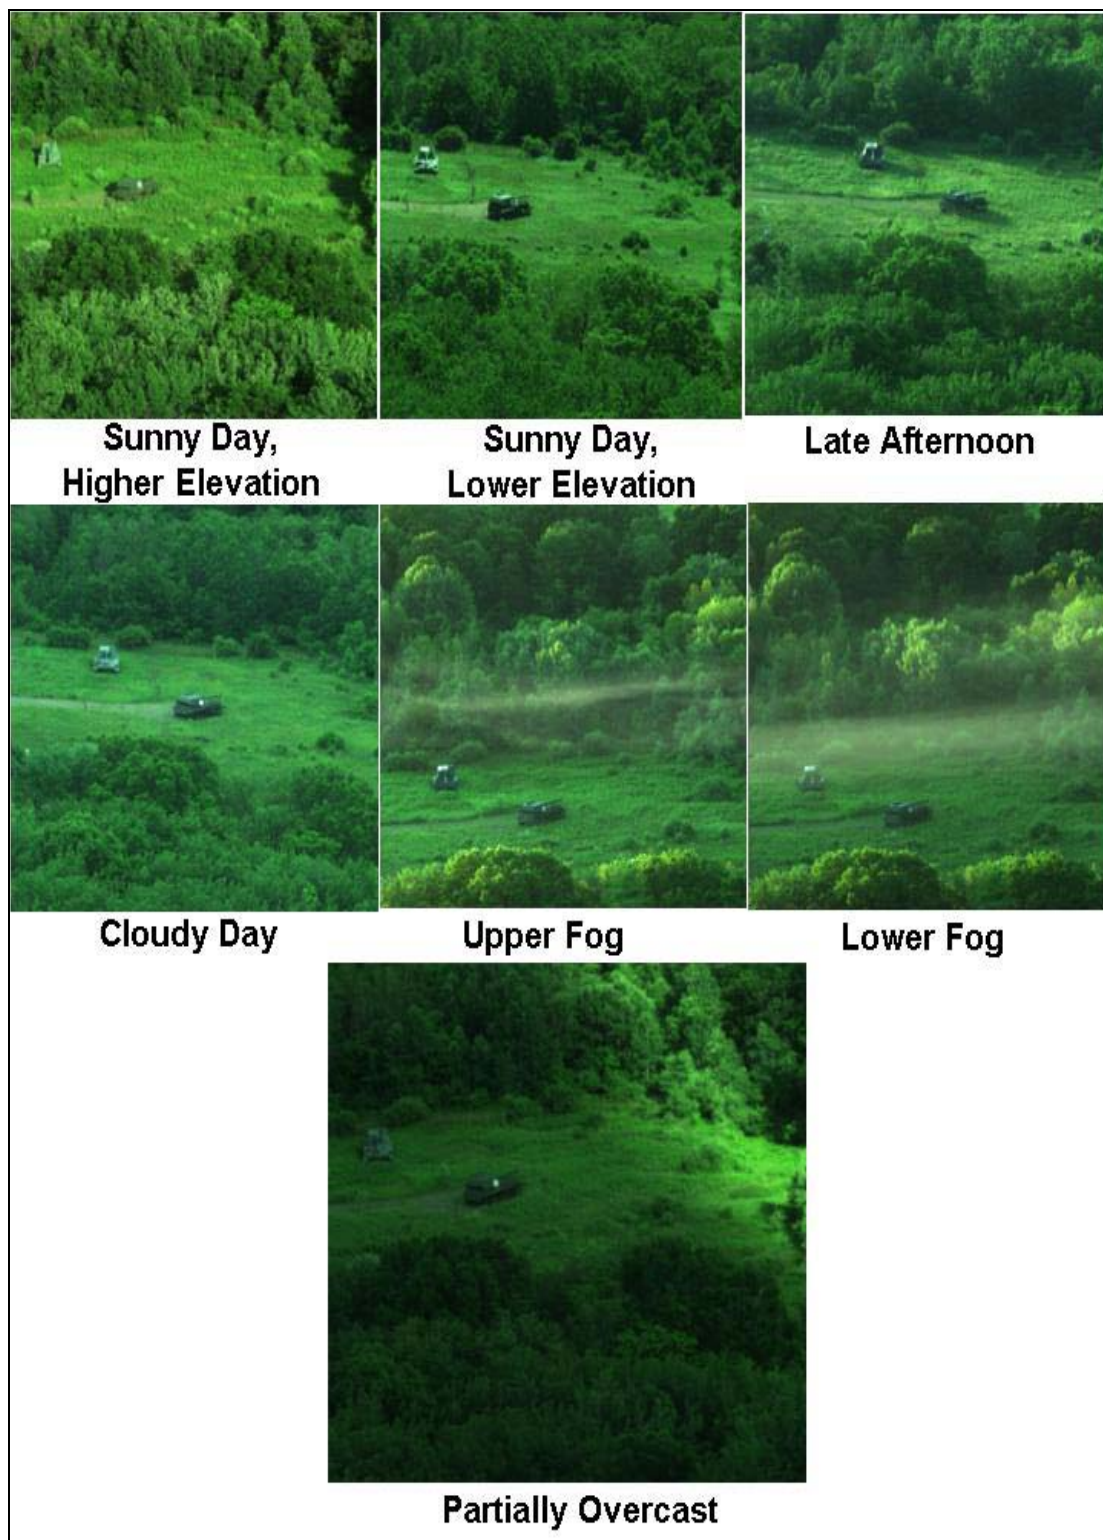 Sunny Day,
Higher Elevation
Sunny Day,
Lower Elevation
Late Afternoon
Cloudy Day
Upper Fog
Lower Fog
Partially Overcast